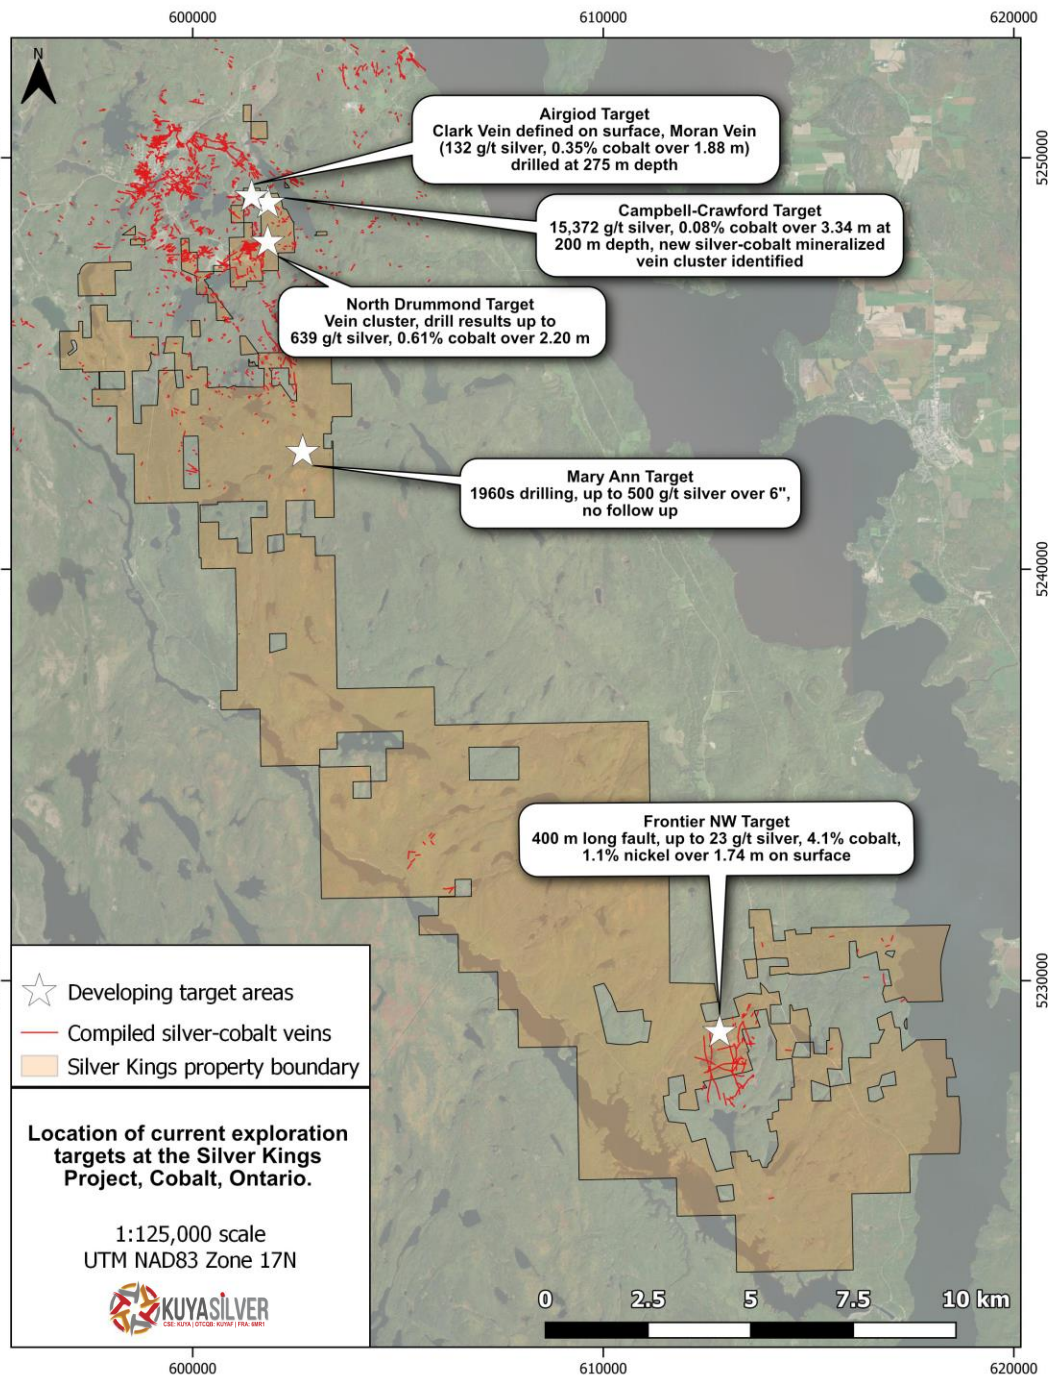 600000
610000
620000
N
Airgiod Target
Clark Vein defined on surface, Moran Vein
(132 g/t silver, 0.35% cobalt over 1.88 m)
drilled at 275 m depth
5250000
Campbell-Crawford Target
15,372 g/t silver, 0.08% cobalt over 3.34 m at
200 m depth, new silver-cobalt mineralized
vein cluster identified
North Drummond Target
Vein cluster, drill results up to
639 g/t silver, 0.61% cobalt over 2.20 m
Mary Ann Target
1960s drilling, up to 500 g/t silver over 6",
no follow up
5240000
Frontier NW Target
400 m long fault, up to 23 g/t silver, 4.1% cobalt,
1.1% nickel over 1.74 m on surface
5230000
Developing target areas
Compiled silver-cobalt veins
Silver Kings property boundary
Location of current exploration
targets at the Silver Kings
Project, Cobalt, Ontario.
1:125,000 scale
UTM NAD83 Zone 17N
KUYASILVER
CSE: KUYA | OTCQB: KUYAF | FRA: 6MR1
0
2.5
5
7.5
10 km
600000
610000
620000